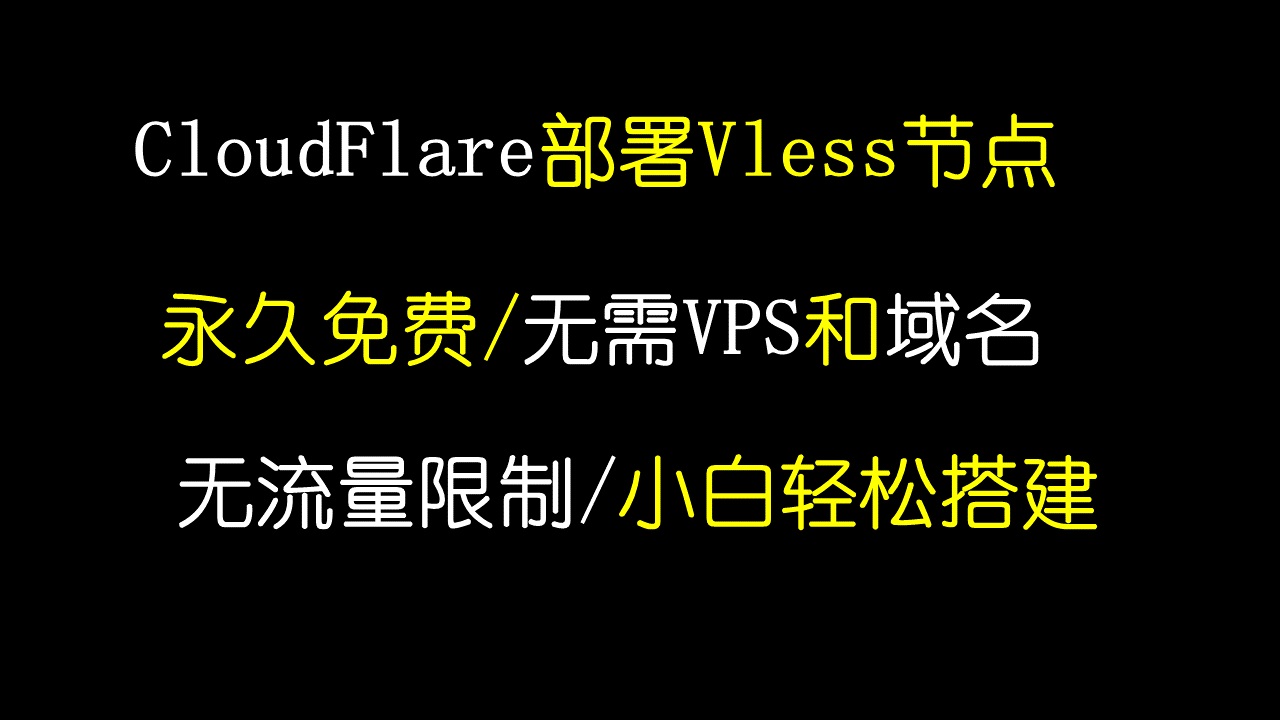 CloudFlare部署Vless节点
永久免费/无需VPS和域名
无流量限制/小白轻松搭建